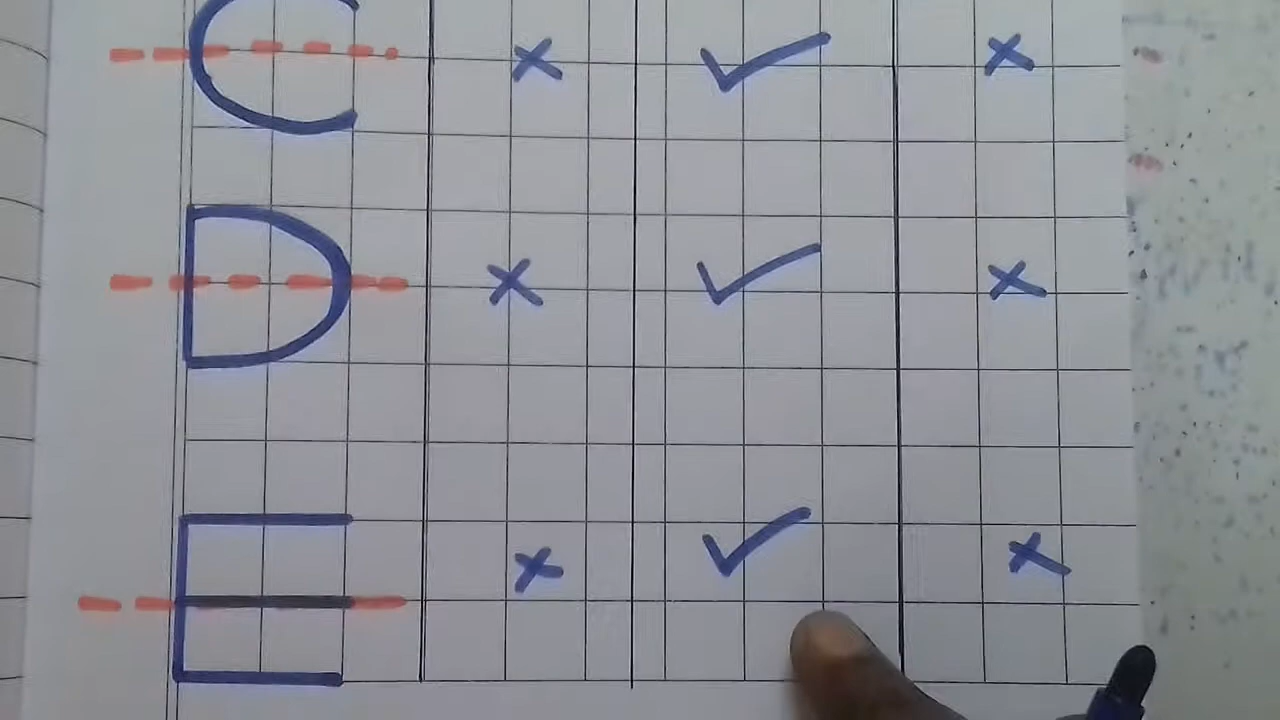 C × ✓ ×
D × ✓ ×
E × ✓ ×